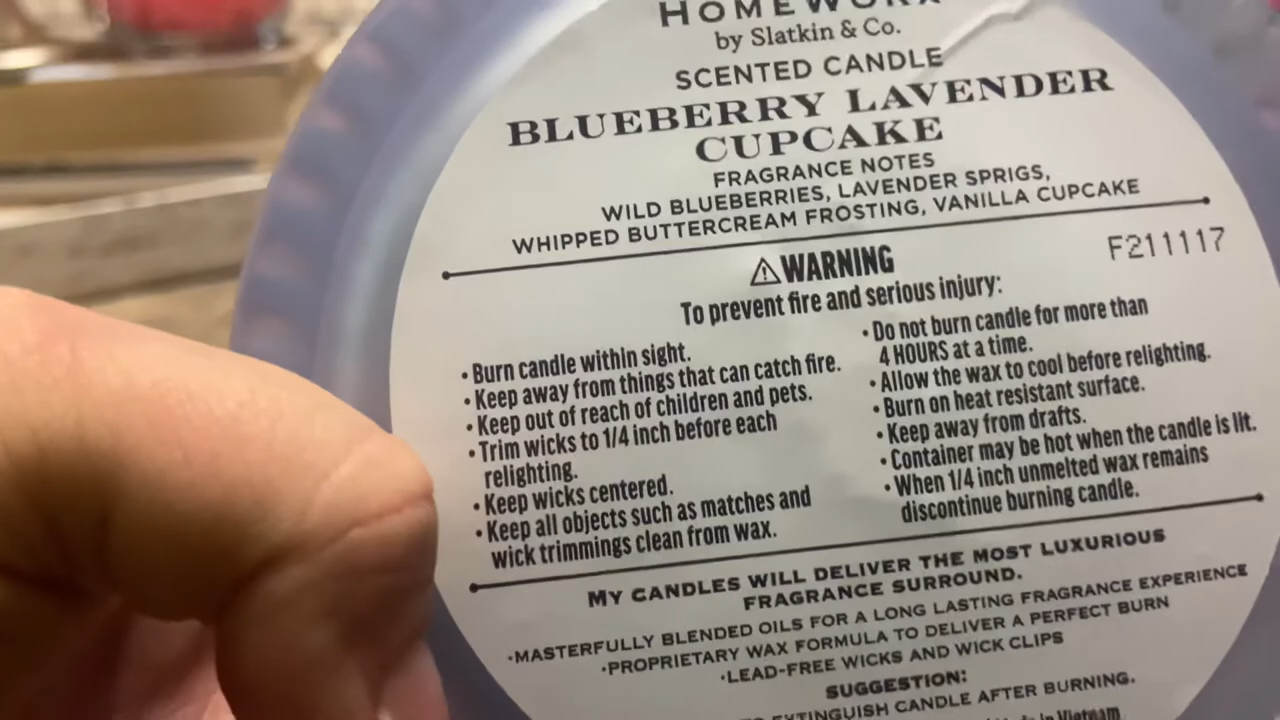 by Slatkin & Co.
SCENTED CANDLE
BLUEBERRY LAVENDER
CUPCAKE
FRAGRANCE NOTES
WILD BLUEBERRIES, LAVENDER SPRIGS,
WHIPPED BUTTERCREAM FROSTING, VANILLA CUPCAKE
F211117
⚠WARNING
To prevent fire and serious injury:
• Burn candle within sight.
• Keep away from things that can catch fire.
• Keep out of reach of children and pets.
• Trim wicks to 1/4 inch before each
relighting.
• Keep wicks centered.
• Keep all objects such as matches and
wick trimmings clean from wax.
• Do not burn candle for more than
4 HOURS at a time.
• Allow the wax to cool before relighting.
• Burn on heat resistant surface.
• Keep away from drafts.
• Container may be hot when the candle is lit.
• When 1/4 inch unmelted wax remains
discontinue burning candle.
MY CANDLES WILL DELIVER THE MOST LUXURIOUS
FRAGRANCE SURROUND.
•MASTERFULLY BLENDED OILS FOR A LONG LASTING FRAGRANCE EXPERIENCE
•PROPRIETARY WAX FORMULA TO DELIVER A PERFECT BURN
•LEAD-FREE WICKS AND WICK CLIPS
SUGGESTION:
EXTINGUISH CANDLE AFTER BURNING.
in Vietnam